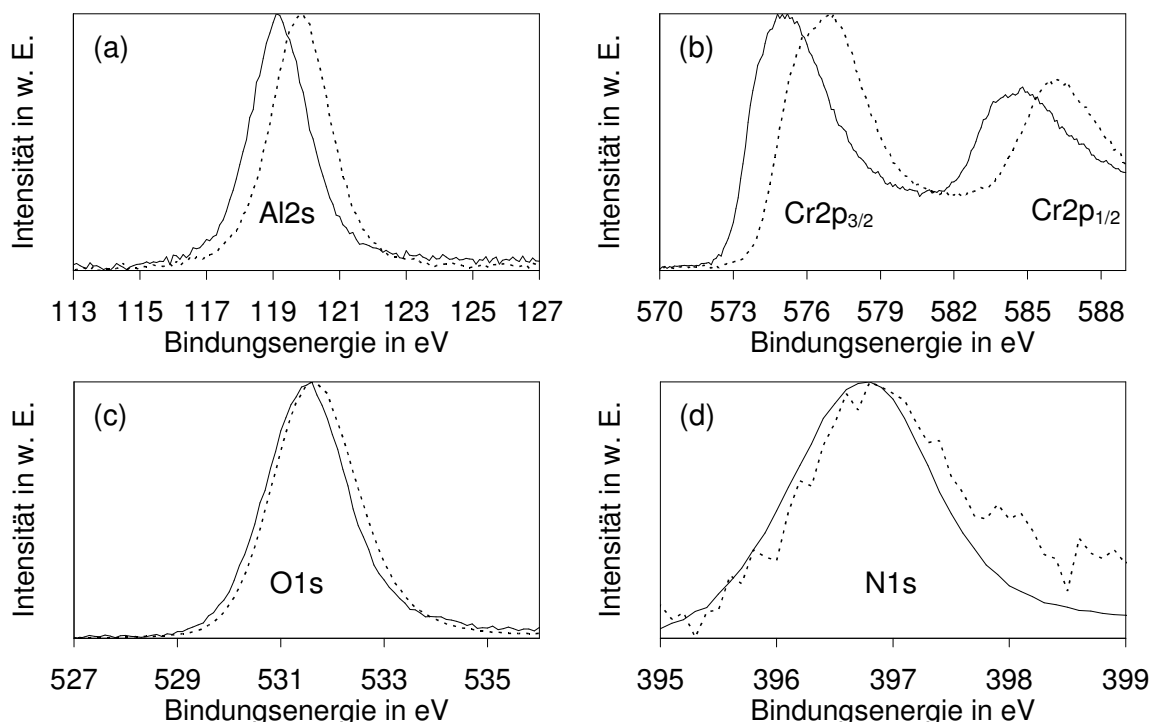 (a)
Intensität in w. E.
Al2s
113 115 117 119 121 123 125 127
Bindungsenergie in eV
(b)
Intensität in w. E.
Cr2p3/2
Cr2p1/2
570 573 576 579 582 585 588
Bindungsenergie in eV
(c)
Intensität in w. E.
O1s
527 529 531 533 535
Bindungsenergie in eV
(d)
Intensität in w. E.
N1s
395 396 397 398 399
Bindungsenergie in eV